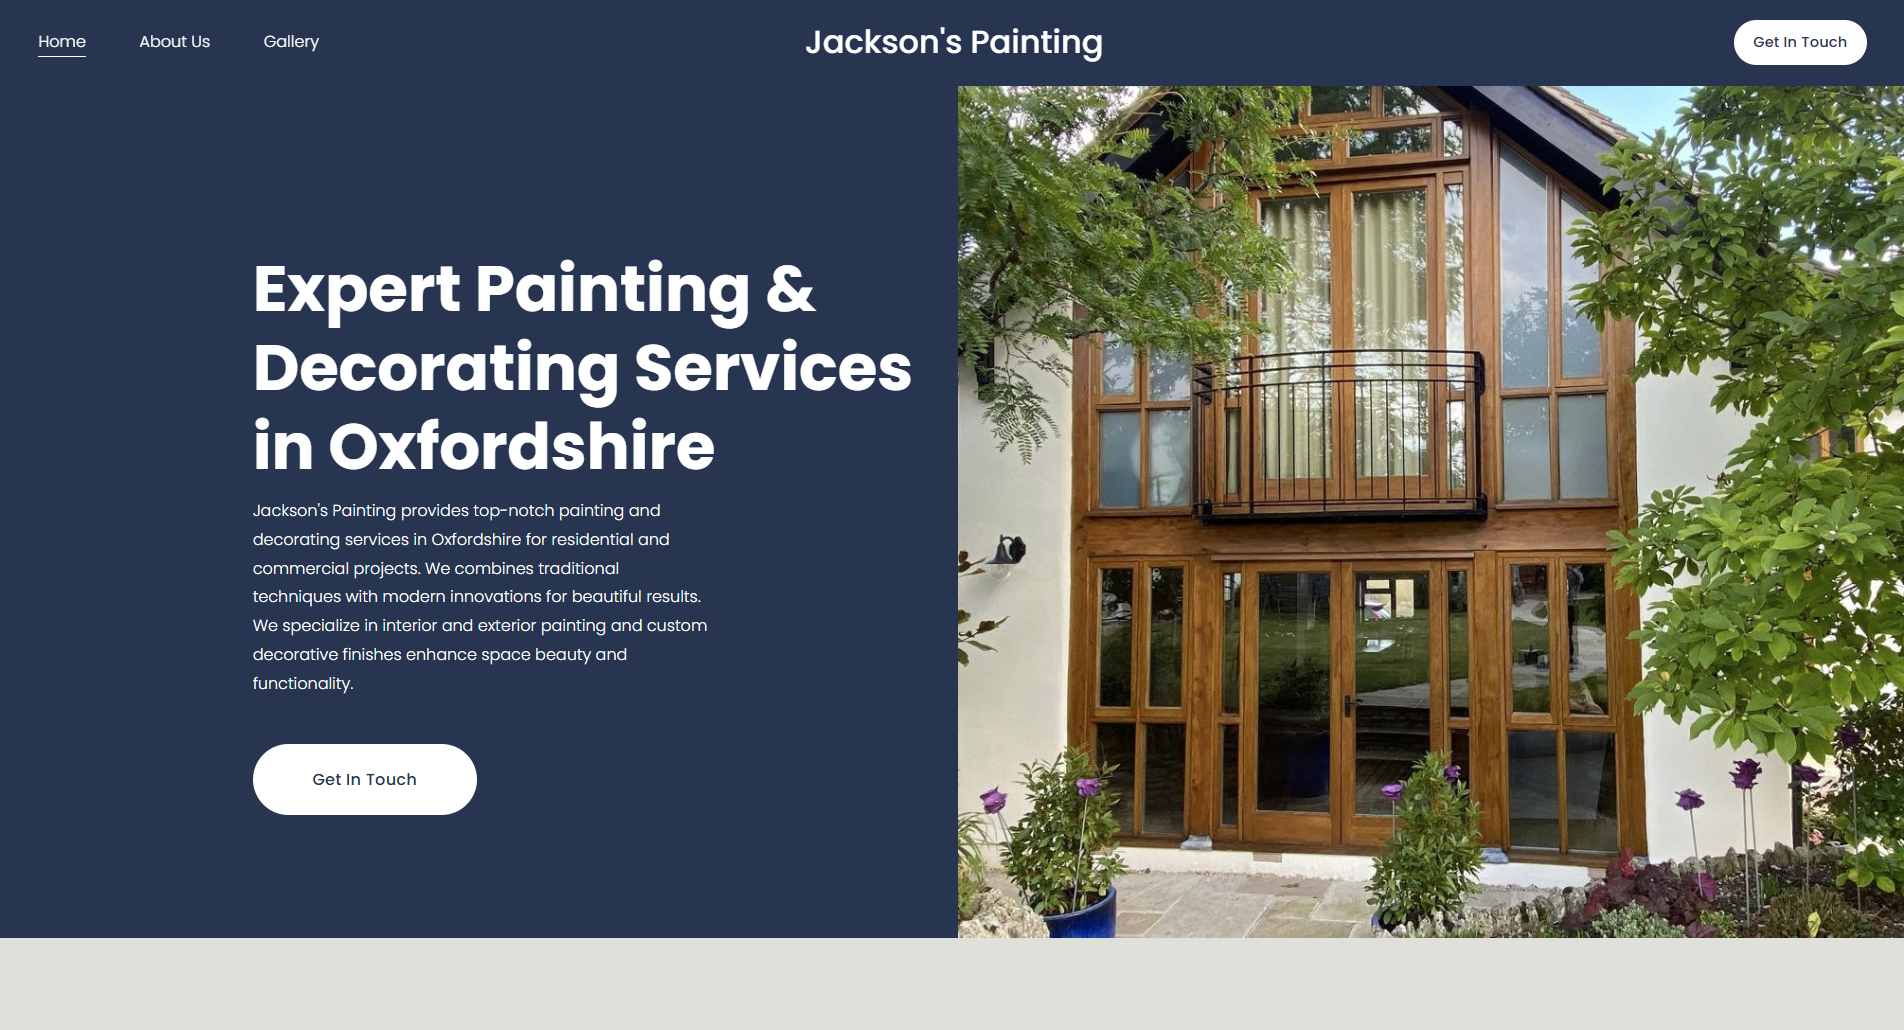 Home
About Us
Gallery
Jackson's Painting
Get In Touch
Expert Painting &
Decorating Services
in Oxfordshire
Jackson's Painting provides top-notch painting and
decorating services in Oxfordshire for residential and
commercial projects. We combines traditional
techniques with modern innovations for beautiful results.
We specialize in interior and exterior painting and custom
decorative finishes enhance space beauty and
functionality.
Get In Touch